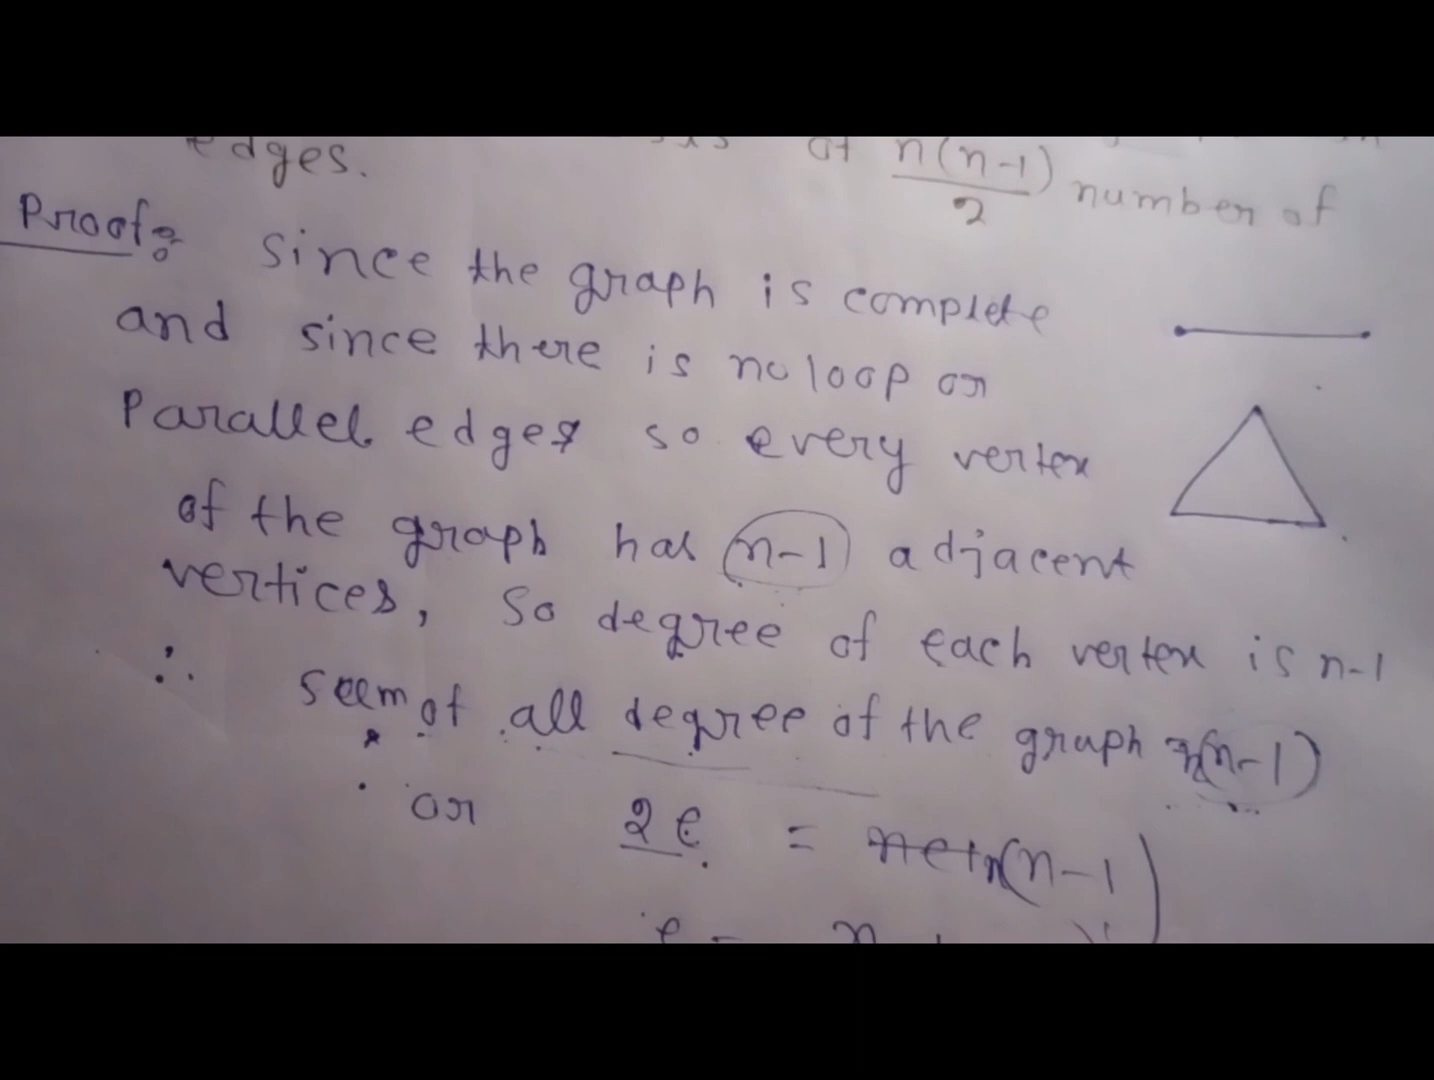 of n(n-1)/2 number of
edges.
Proof: since the graph is complete
and since there is no loop or
Parallel edges so every vertex
of the graph has n-1 adjacent
vertices, So degree of each vertex is n-1
∴ sum of all degree of the graph n(n-1)
or 2e = n(n-1)
e = n